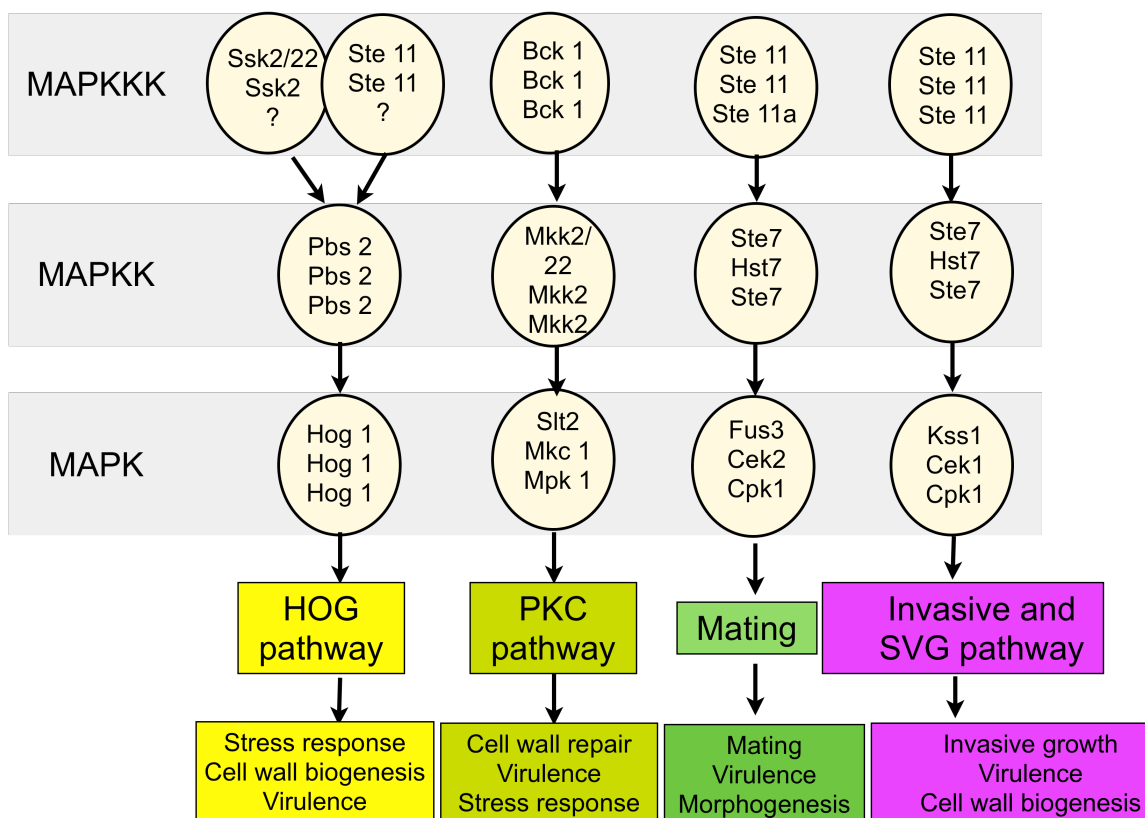 MAPKKK
Ssk2/22
Ssk2
?
Ste 11
Ste 11
?
Bck 1
Bck 1
Bck 1
Ste 11
Ste 11
Ste 11a
Ste 11
Ste 11
Ste 11
MAPKK
Pbs 2
Pbs 2
Pbs 2
Mkk2/
22
Mkk2
Mkk2
Ste7
Hst7
Ste7
Ste7
Hst7
Ste7
MAPK
Hog 1
Hog 1
Hog 1
Slt2
Mkc 1
Mpk 1
Fus3
Cek2
Cpk1
Kss1
Cek1
Cpk1
HOG
pathway
PKC
pathway
Mating
Invasive and
SVG pathway
Stress response
Cell wall biogenesis
Virulence
Cell wall repair
Virulence
Stress response
Mating
Virulence
Morphogenesis
Invasive growth
Virulence
Cell wall biogenesis